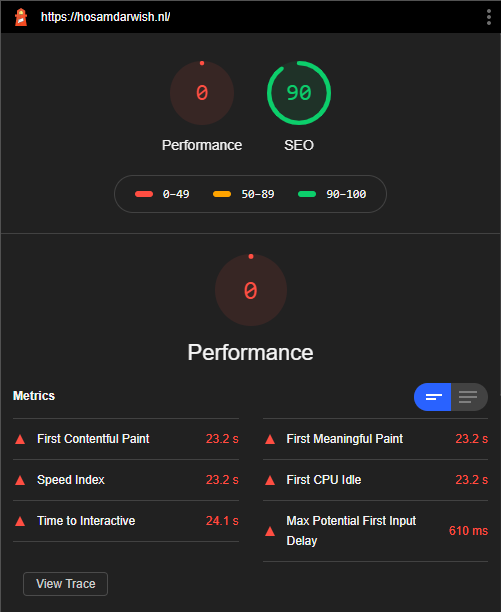 https://hosamdarwish.nl/
0 90
Performance SEO
0–49 50–89 90–100
0
Performance
Metrics
First Contentful Paint 23.2 s
First Meaningful Paint 23.2 s
Speed Index 23.2 s
First CPU Idle 23.2 s
Time to Interactive 24.1 s
Max Potential First Input
Delay 610 ms
View Trace